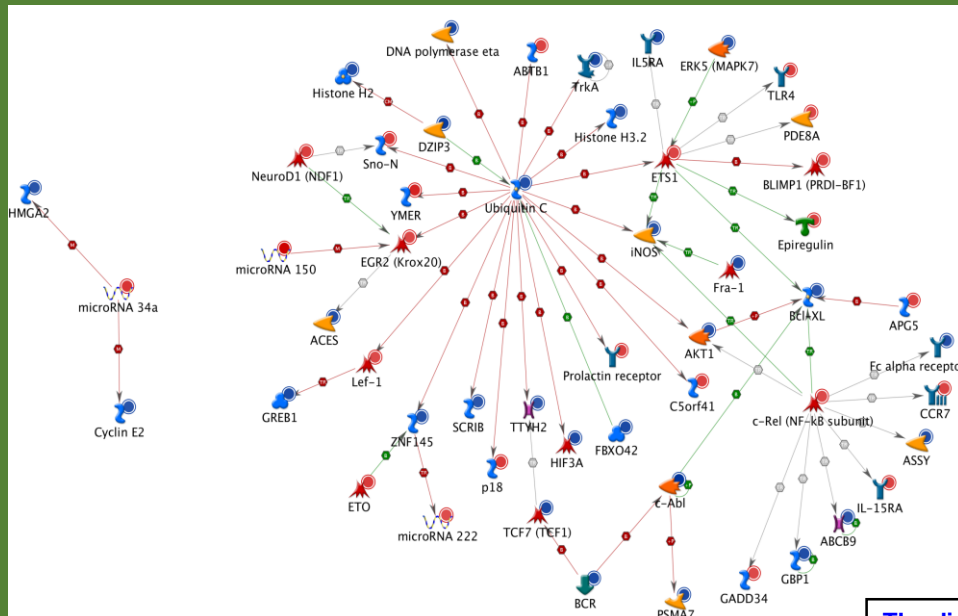 DNA polymerase eta
ABTB1
TrkA
IL5RA
ERK5 (MAPK7)
TLR4
Histone H2
DZIP3
Histone H3.2
PDE8A
Sno-N
NeuroD1 (NDF1)
ETS1
BLIMP1 (PRDI-BF1)
HMGA2
YMER
Ubiquitin C
Epiregulin
microRNA 150
EGR2 (Krox20)
iNOS
Fra-1
microRNA 34a
Bcl-XL
APG5
ACES
AKT1
Fc alpha receptor
Lef-1
Prolactin receptor
C5orf41
CCR7
GREB1
c-Rel (NF-kB subunit)
Cyclin E2
ZNF145
SCRIB
TTYH2
HIF3A
FBXO42
ASSY
p18
IL-15RA
ETO
c-Abl
microRNA 222
TCF7 (TCF1)
ABCB9
GBP1
GADD34
BCR
PSMA7